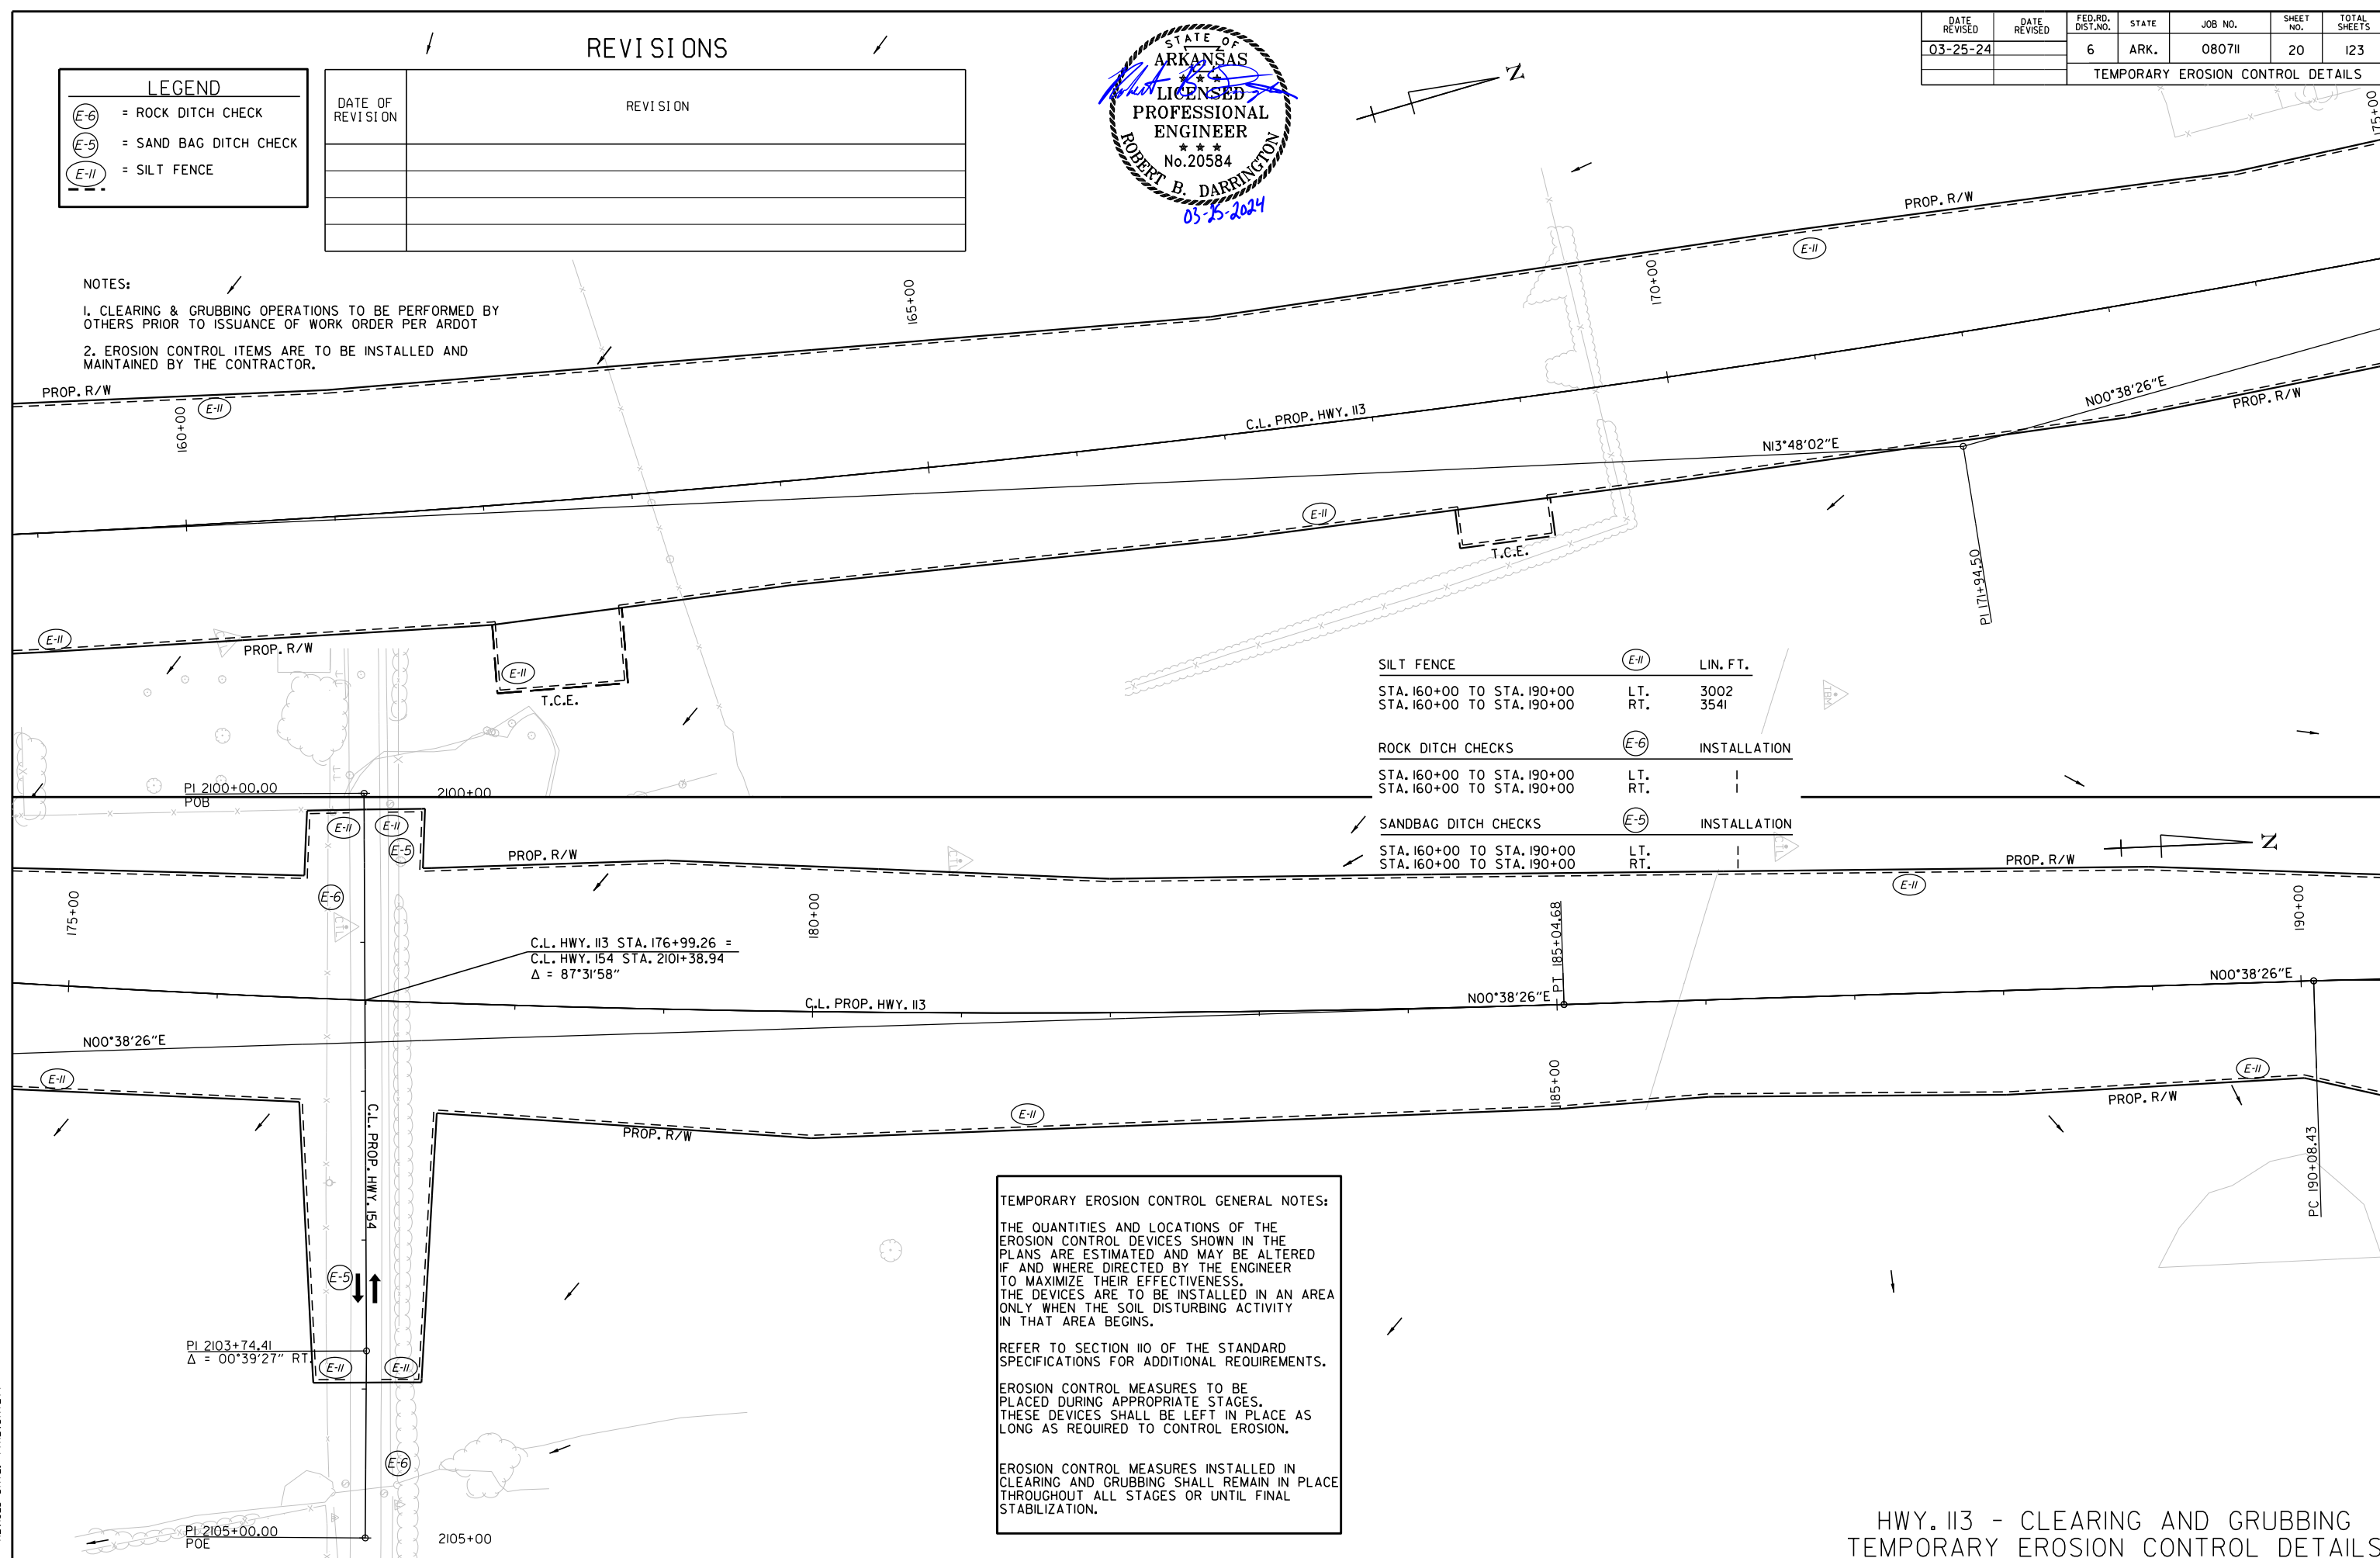 DATE REVISED
DATE REVISED
FED.RD. DIST.NO.
STATE
JOB NO.
SHEET NO.
TOTAL SHEETS
03-25-24
6
ARK.
080711
20
123
TEMPORARY EROSION CONTROL DETAILS
LEGEND
E-6 = ROCK DITCH CHECK
E-5 = SAND BAG DITCH CHECK
E-11 = SILT FENCE
REVISIONS
DATE OF REVISION
REVISION
STATE OF
ARKANSAS
★ ★ ★
LICENSED
PROFESSIONAL
ENGINEER
★ ★ ★
No.20584
ROBERT B. DARRINGTON
03-25-2024
N
NOTES:
1. CLEARING & GRUBBING OPERATIONS TO BE PERFORMED BY
OTHERS PRIOR TO ISSUANCE OF WORK ORDER PER ARDOT
2. EROSION CONTROL ITEMS ARE TO BE INSTALLED AND
MAINTAINED BY THE CONTRACTOR.
PROP. R/W
E-11
160+00
165+00
170+00
175+00
PROP. R/W
E-11
C.L. PROP. HWY. 113
N13°48'02"E
N00°38'26"E
PROP. R/W
PI 171+94.50
E-11
T.C.E.
E-11
PROP. R/W
E-11
T.C.E.
TBM
SILT FENCE E-11 LIN. FT.
STA. 160+00 TO STA. 190+00 LT. 3002
STA. 160+00 TO STA. 190+00 RT. 3541
ROCK DITCH CHECKS E-6 INSTALLATION
STA. 160+00 TO STA. 190+00 LT. 1
STA. 160+00 TO STA. 190+00 RT. 1
SANDBAG DITCH CHECKS E-5 INSTALLATION
STA. 160+00 TO STA. 190+00 LT. 1
STA. 160+00 TO STA. 190+00 RT. 1
PI 2100+00.00
POB
2100+00
E-11
E-11
E-5
E-6
PROP. R/W
PROP. R/W
E-11
N
175+00
180+00
185+00
190+00
C.L. HWY. 113 STA. 176+99.26 =
C.L. HWY. 154 STA. 2101+38.94
Δ = 87°31'58"
C.L. PROP. HWY. 113
N00°38'26"E
PT 185+04.68
N00°38'26"E
N00°38'26"E
E-11
C.L. PROP. HWY. 154
PROP. R/W
E-11
E-11
PROP. R/W
PC 190+08.43
E-5
PI 2103+74.41
Δ = 00°39'27" RT.
E-11
E-11
E-6
PI 2105+00.00
POE
2105+00
TEMPORARY EROSION CONTROL GENERAL NOTES:
THE QUANTITIES AND LOCATIONS OF THE
EROSION CONTROL DEVICES SHOWN IN THE
PLANS ARE ESTIMATED AND MAY BE ALTERED
IF AND WHERE DIRECTED BY THE ENGINEER
TO MAXIMIZE THEIR EFFECTIVENESS.
THE DEVICES ARE TO BE INSTALLED IN AN AREA
ONLY WHEN THE SOIL DISTURBING ACTIVITY
IN THAT AREA BEGINS.
REFER TO SECTION 110 OF THE STANDARD
SPECIFICATIONS FOR ADDITIONAL REQUIREMENTS.
EROSION CONTROL MEASURES TO BE
PLACED DURING APPROPRIATE STAGES.
THESE DEVICES SHALL BE LEFT IN PLACE AS
LONG AS REQUIRED TO CONTROL EROSION.
EROSION CONTROL MEASURES INSTALLED IN
CLEARING AND GRUBBING SHALL REMAIN IN PLACE
THROUGHOUT ALL STAGES OR UNTIL FINAL
STABILIZATION.
HWY. 113 - CLEARING AND GRUBBING
TEMPORARY EROSION CONTROL DETAILS